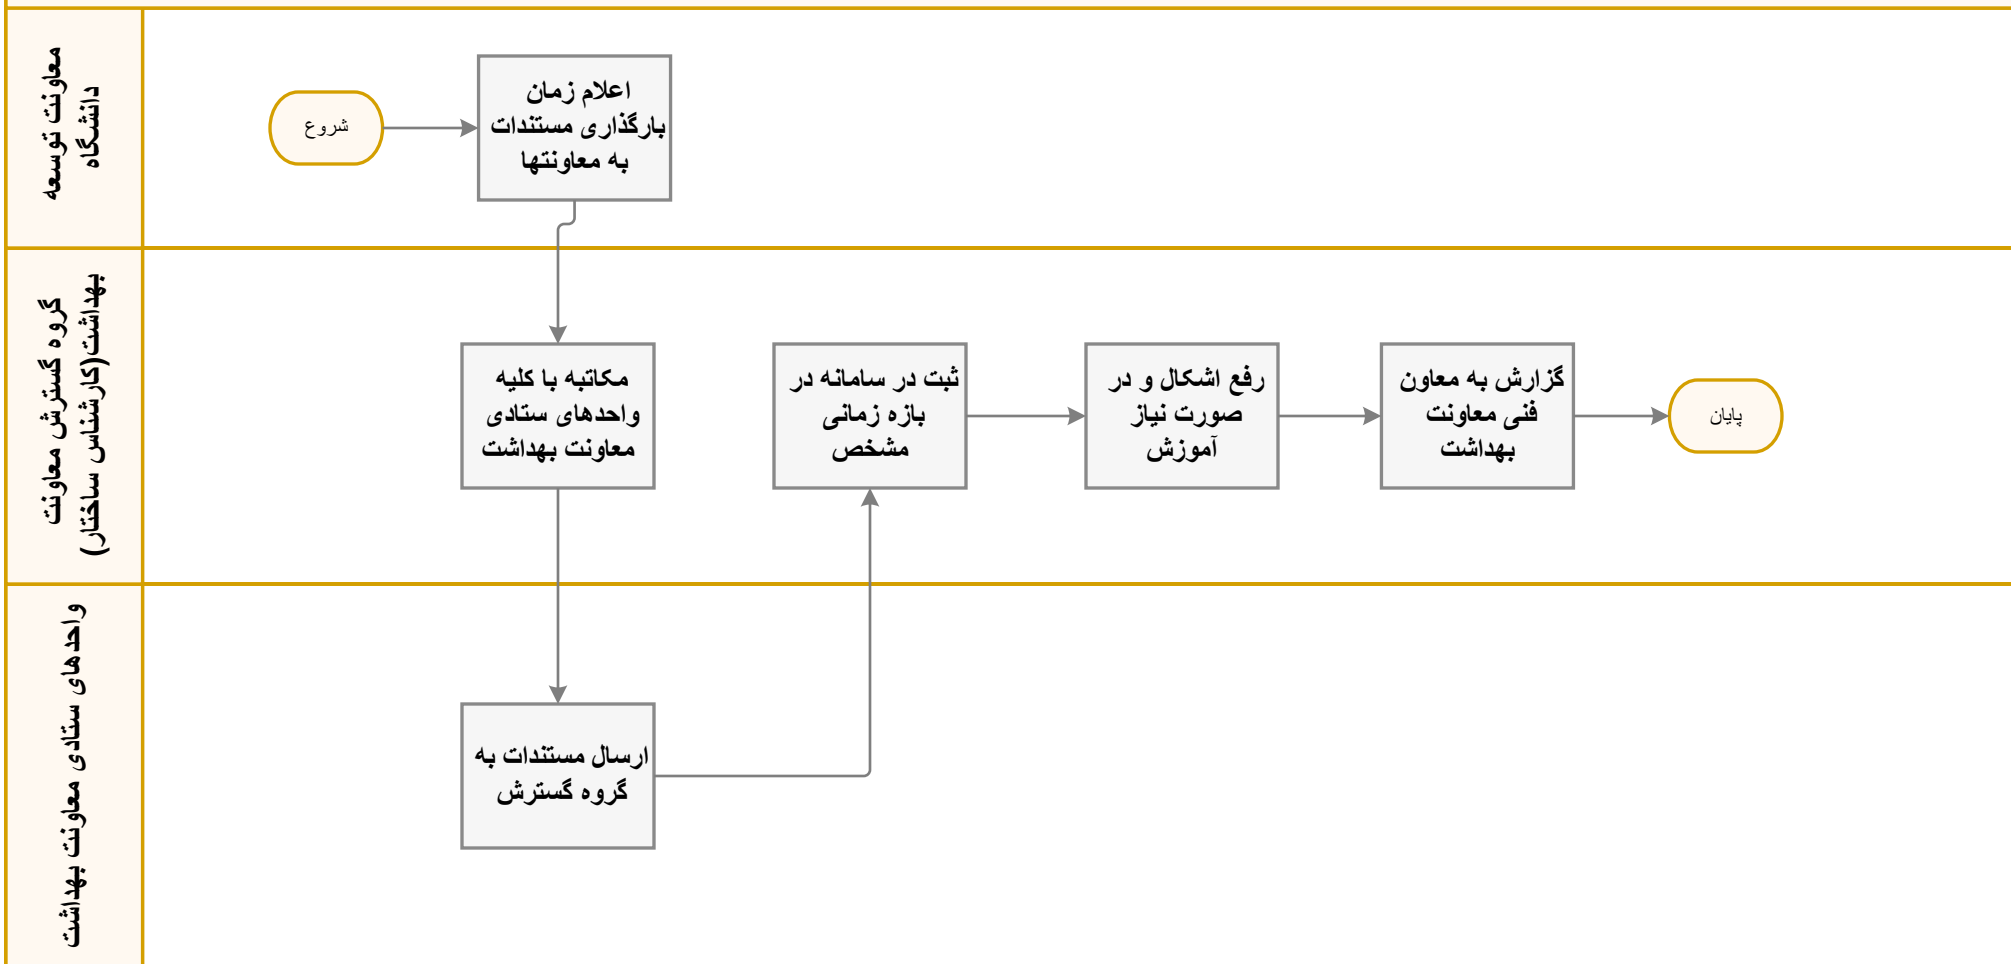 معاونت توسعه
دانشگاه
شروع
اعلام زمان
بارگذاری مستندات
به معاونتها
گروه گسترش معاونت
بهداشت(کارشناس ساختار)
مکاتبه با کلیه
واحدهای ستادی
معاونت بهداشت
ثبت در سامانه در
بازه زمانی
مشخص
رفع اشکال و در
صورت نیاز
آموزش
گزارش به معاون
فنی معاونت
بهداشت
پایان
واحدهای ستادی معاونت بهداشت
ارسال مستندات به
گروه گسترش